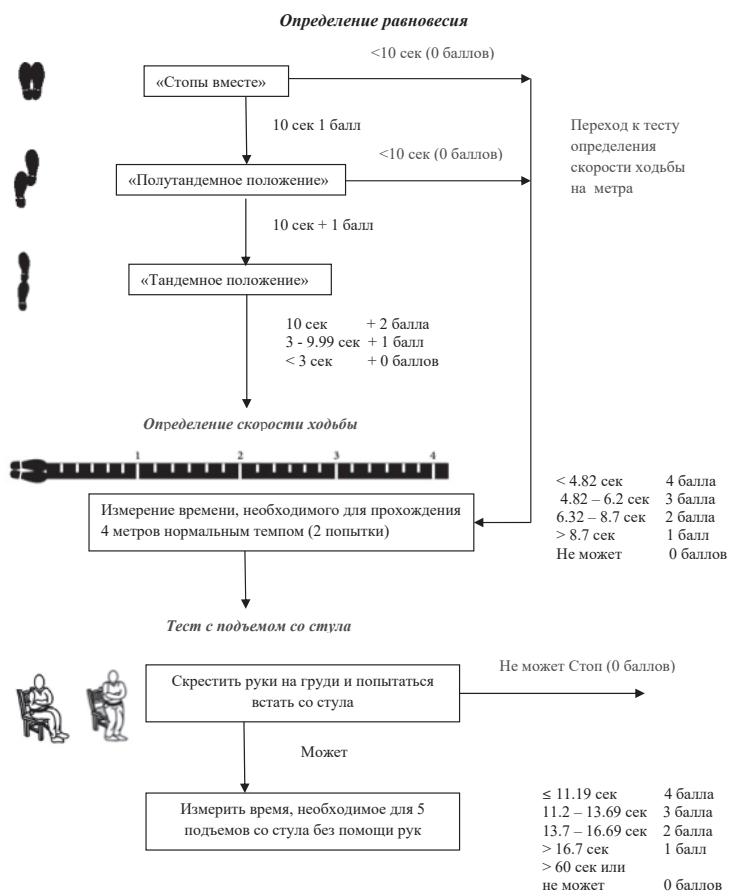 Определение равновесия
<10 сек (0 баллов)
«Стопы вместе»
10 сек 1 балл
<10 сек (0 баллов)
Переход к тесту
определения
скорости ходьбы
на метра
«Полутандемное положение»
10 сек + 1 балл
«Тандемное положение»
10 сек + 2 балла
3 - 9.99 сек + 1 балл
< 3 сек + 0 баллов
Определение скорости ходьбы
1 2 3 4
Измерение времени, необходимого для прохождения
4 метров нормальным темпом (2 попытки)
< 4.82 сек 4 балла
4.82 – 6.2 сек 3 балла
6.32 – 8.7 сек 2 балла
> 8.7 сек 1 балл
Не может 0 баллов
Тест с подъемом со стула
Скрестить руки на груди и попытаться
встать со стула
Не может Стоп (0 баллов)
Может
Измерить время, необходимое для 5
подъемов со стула без помощи рук
≤ 11.19 сек 4 балла
11.2 – 13.69 сек 3 балла
13.7 – 16.69 сек 2 балла
> 16.7 сек 1 балл
> 60 сек или
не может 0 баллов